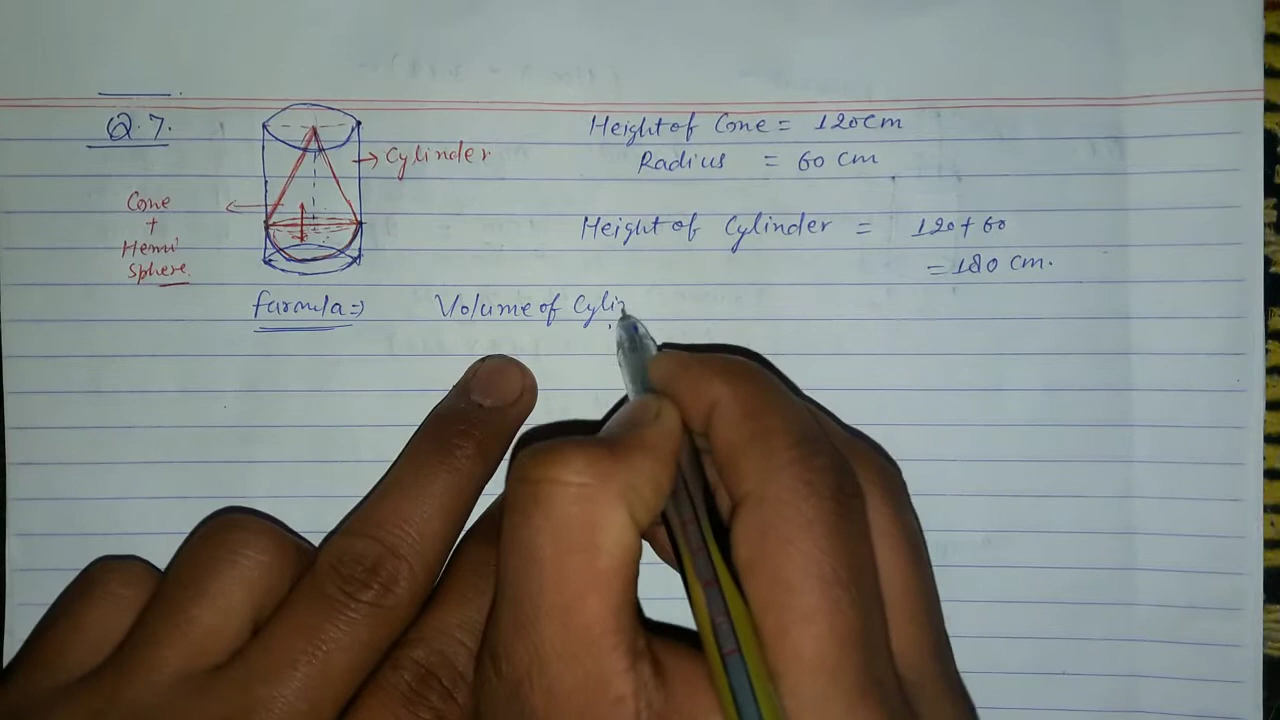 Q.7.
Height of Cone = 120cm
Radius = 60 cm
→ Cylinder
Cone
+
Hemi
sphere.
Height of Cylinder = 120+60
= 180 cm.
formula ⇒ Volume of Cylin